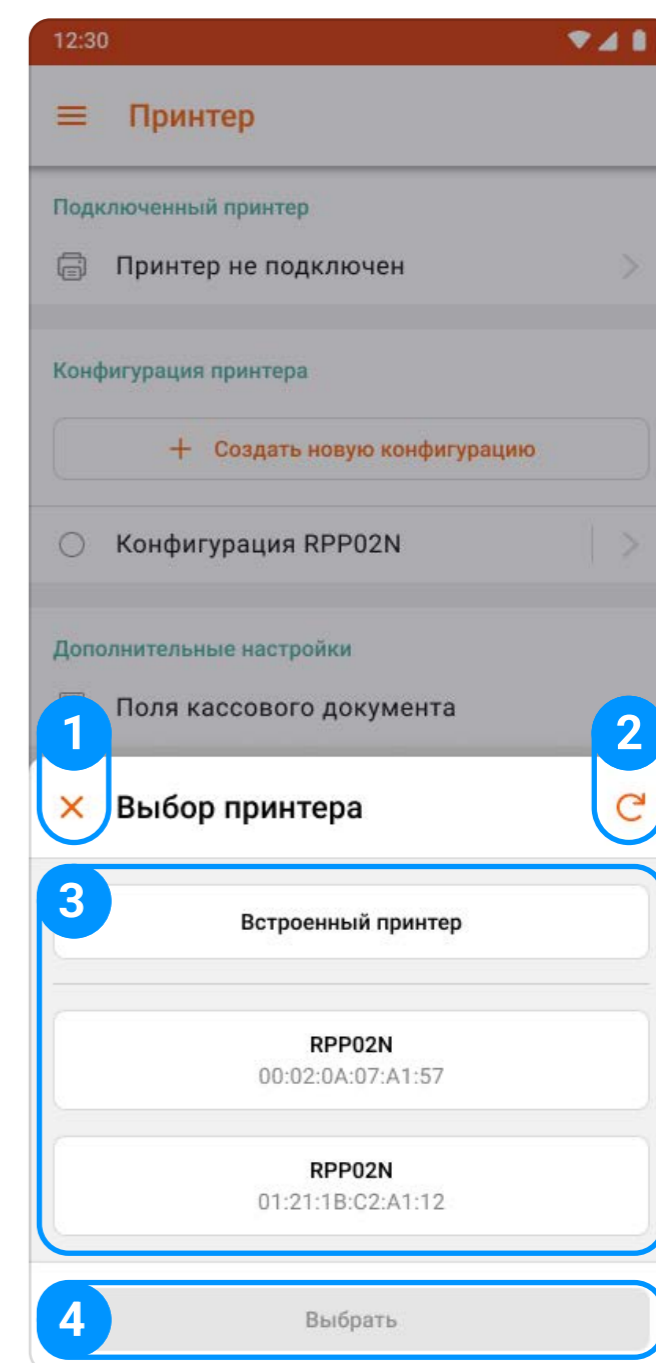 12:30
Принтер
Подключенный принтер
Принтер не подключен
Конфигурация принтера
+ Создать новую конфигурацию
Конфигурация RPP02N
Дополнительные настройки
Поля кассового документа
1
2
Выбор принтера
3
Встроенный принтер
RPP02N
00:02:0A:07:A1:57
RPP02N
01:21:1B:C2:A1:12
4
Выбрать